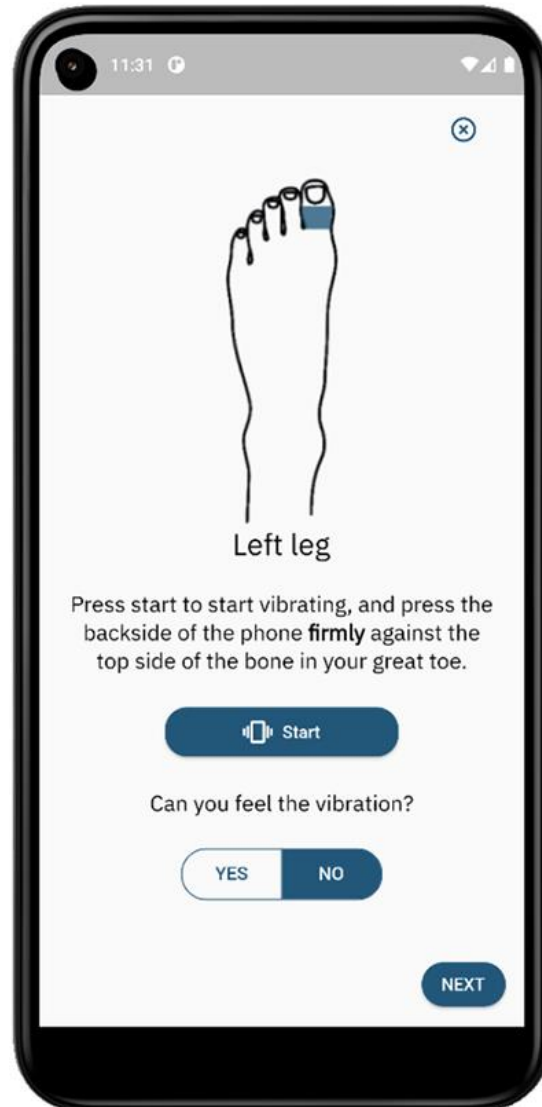 11:31
Left leg
Press start to start vibrating, and press the
backside of the phone firmly against the
top side of the bone in your great toe.
Start
Can you feel the vibration?
YES NO
NEXT